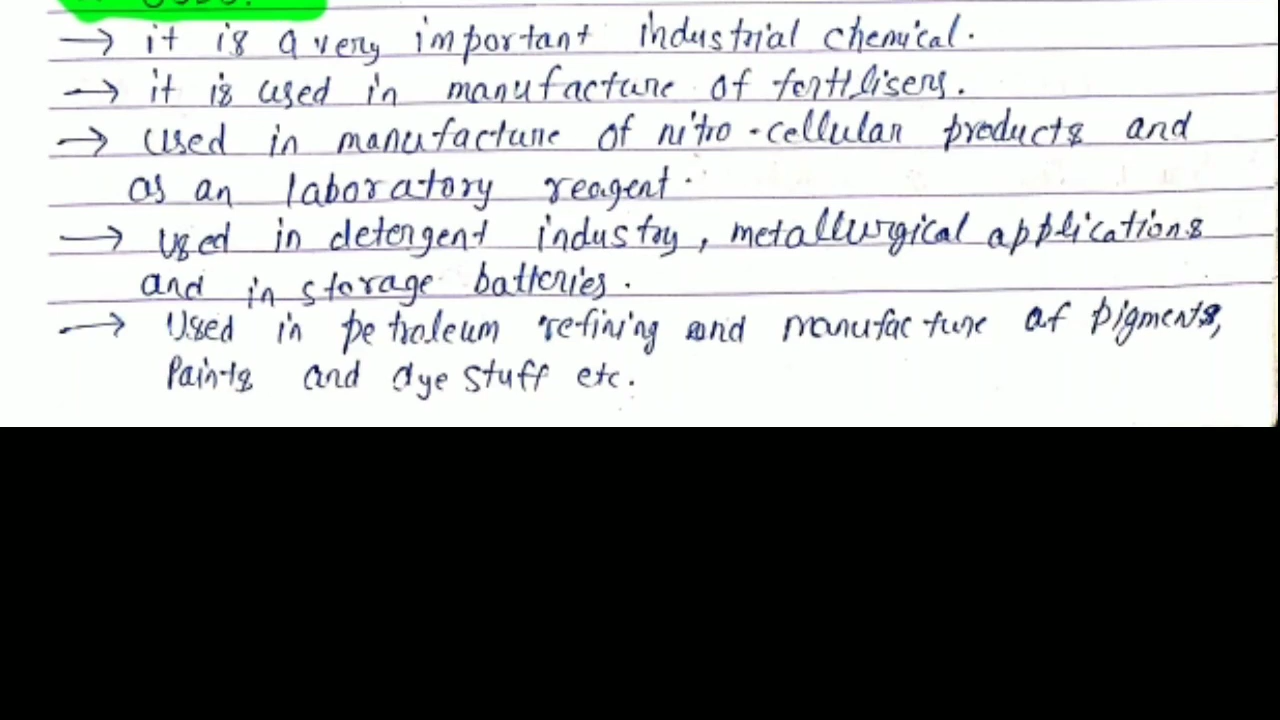 → it is a very important industrial chemical.
→ it is used in manufacture of fertilisers.
→ used in manufacture of nitro-cellular products and
as an laboratory reagent.
→ used in detergent industry, metallurgical applications
and in storage batteries.
→ Used in petroleum refining and manufacture of pigments,
Paints and dye stuff etc.